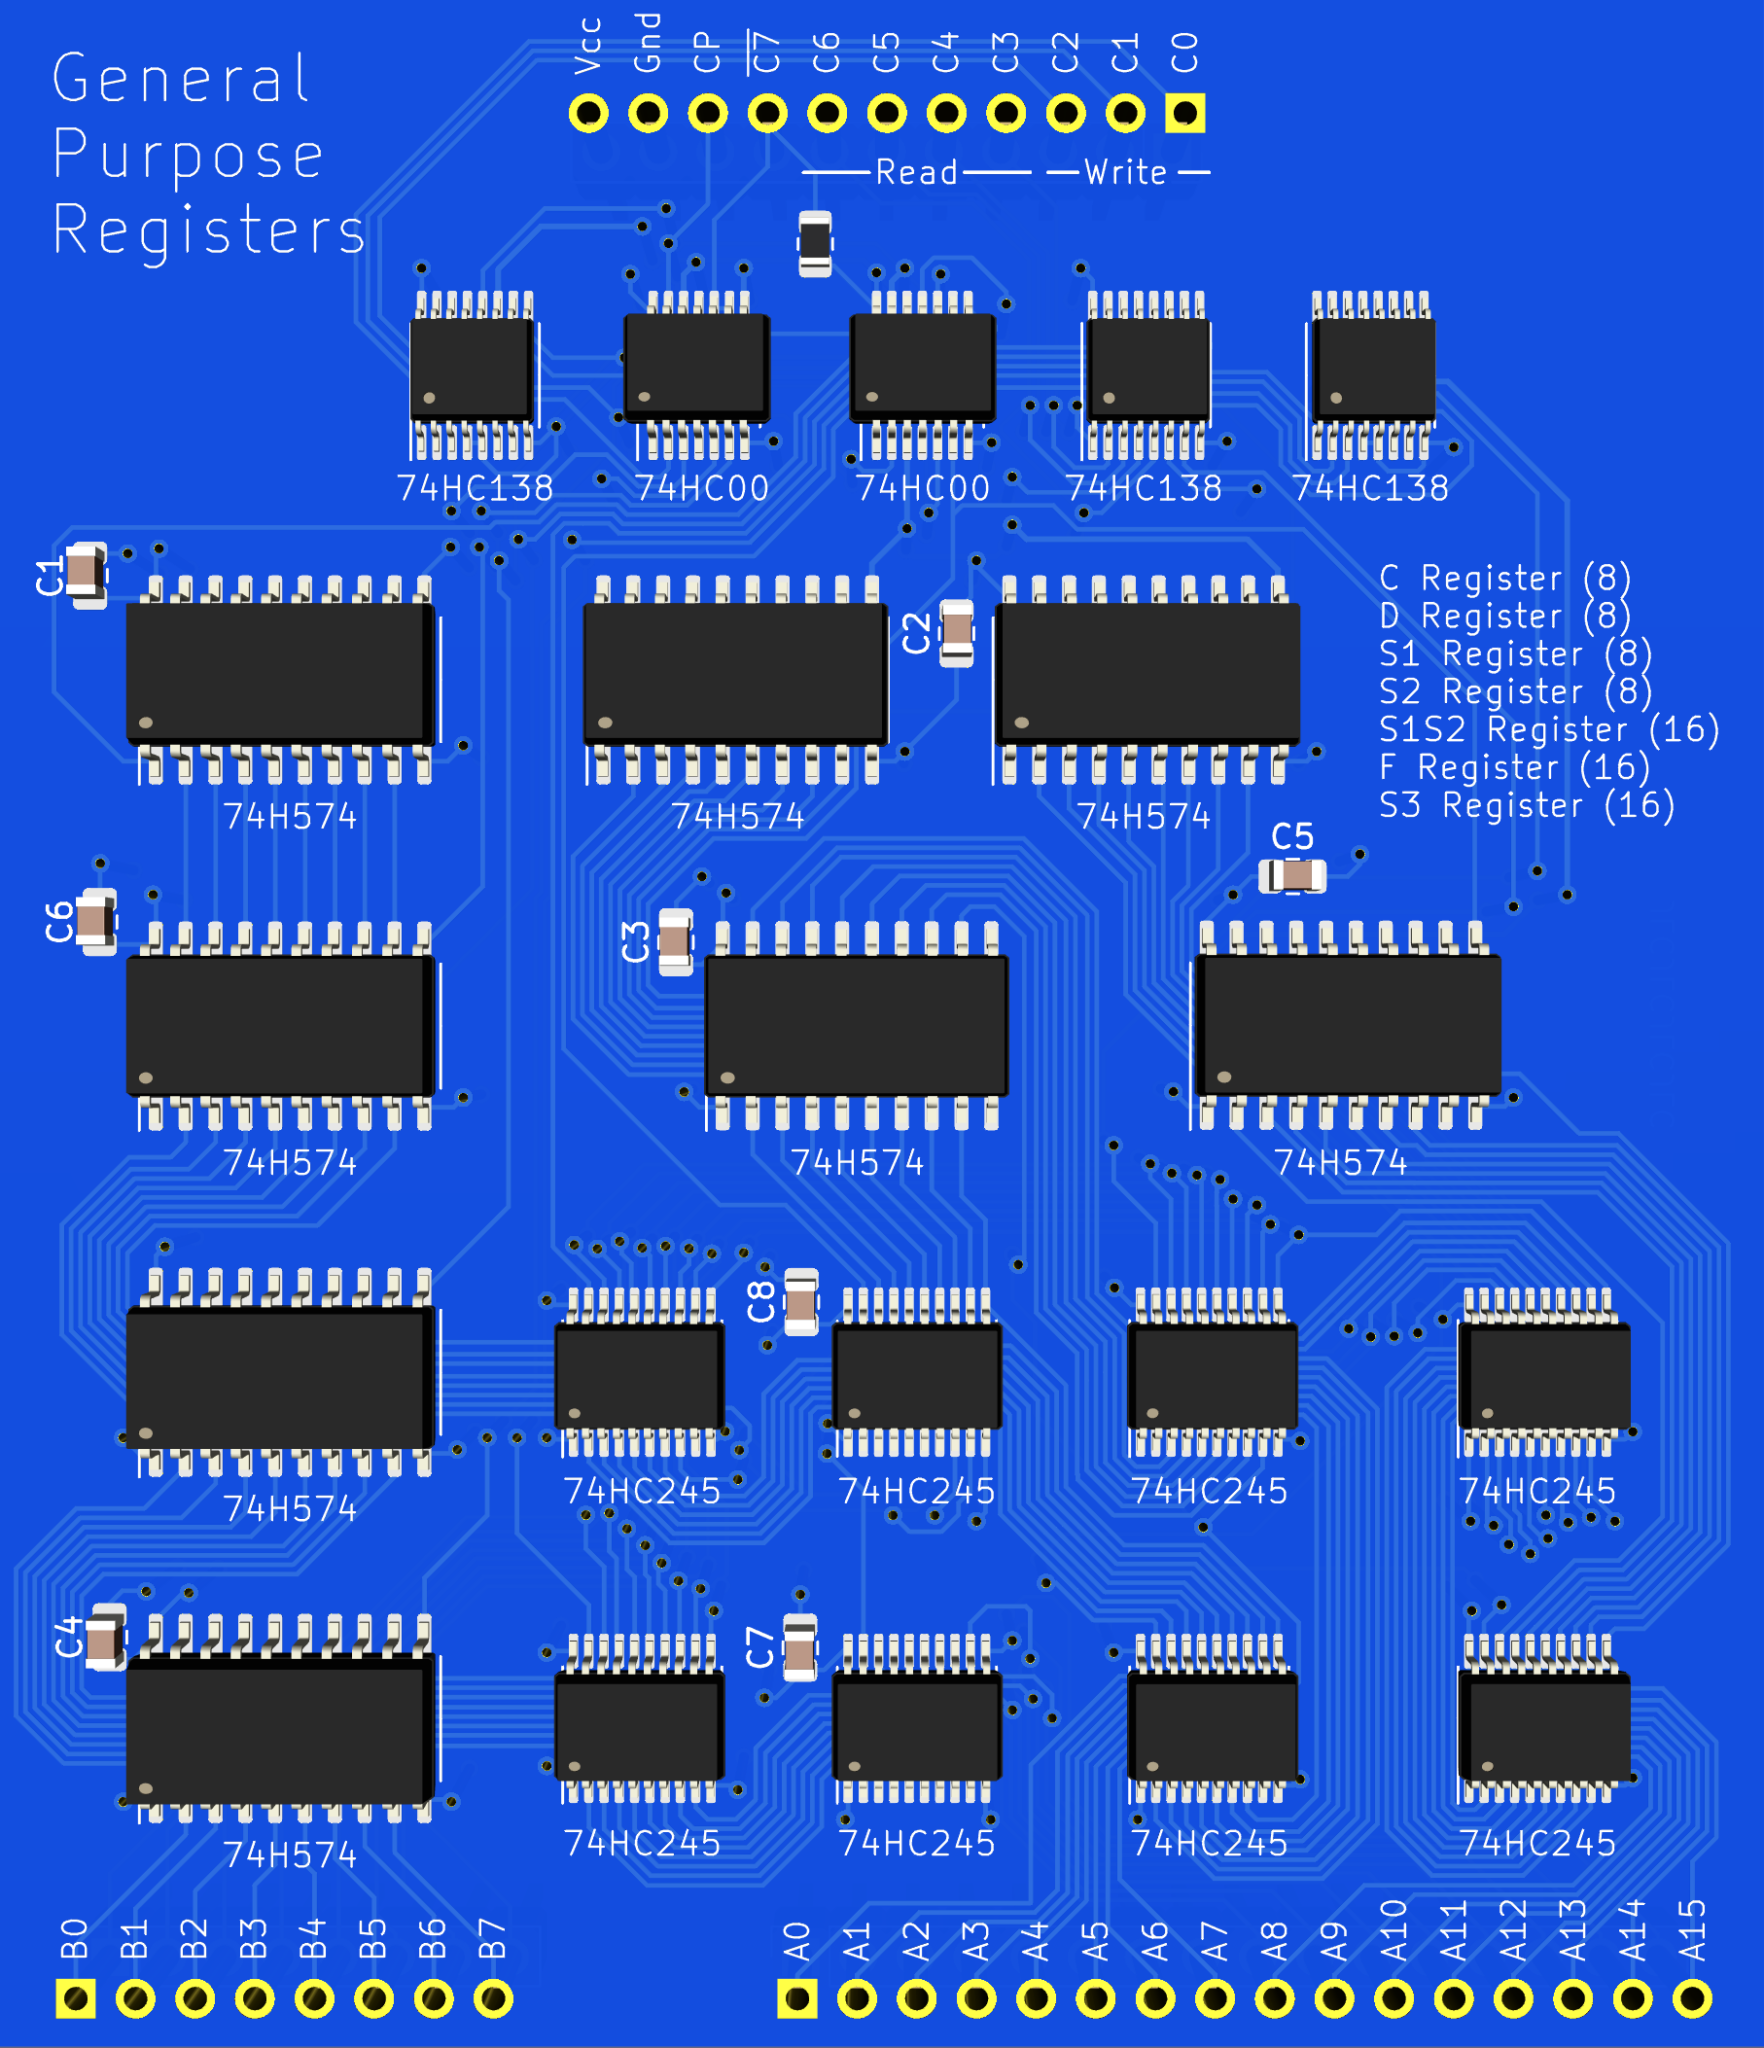 General
Purpose
Registers
Vcc
Gnd
CP
C7
C6
C5
C4
C3
C2
C1
C0
Read
Write
74HC138
74HC00
74HC00
74HC138
74HC138
C1
C2
C Register (8)
D Register (8)
S1 Register (8)
S2 Register (8)
S1S2 Register (16)
F Register (16)
S3 Register (16)
74H574
74H574
74H574
C5
C6
C3
74H574
74H574
74H574
C8
74H574
74HC245
74HC245
74HC245
74HC245
C4
C7
74H574
74HC245
74HC245
74HC245
74HC245
B0
B1
B2
B3
B4
B5
B6
B7
A0
A1
A2
A3
A4
A5
A6
A7
A8
A9
A10
A11
A12
A13
A14
A15